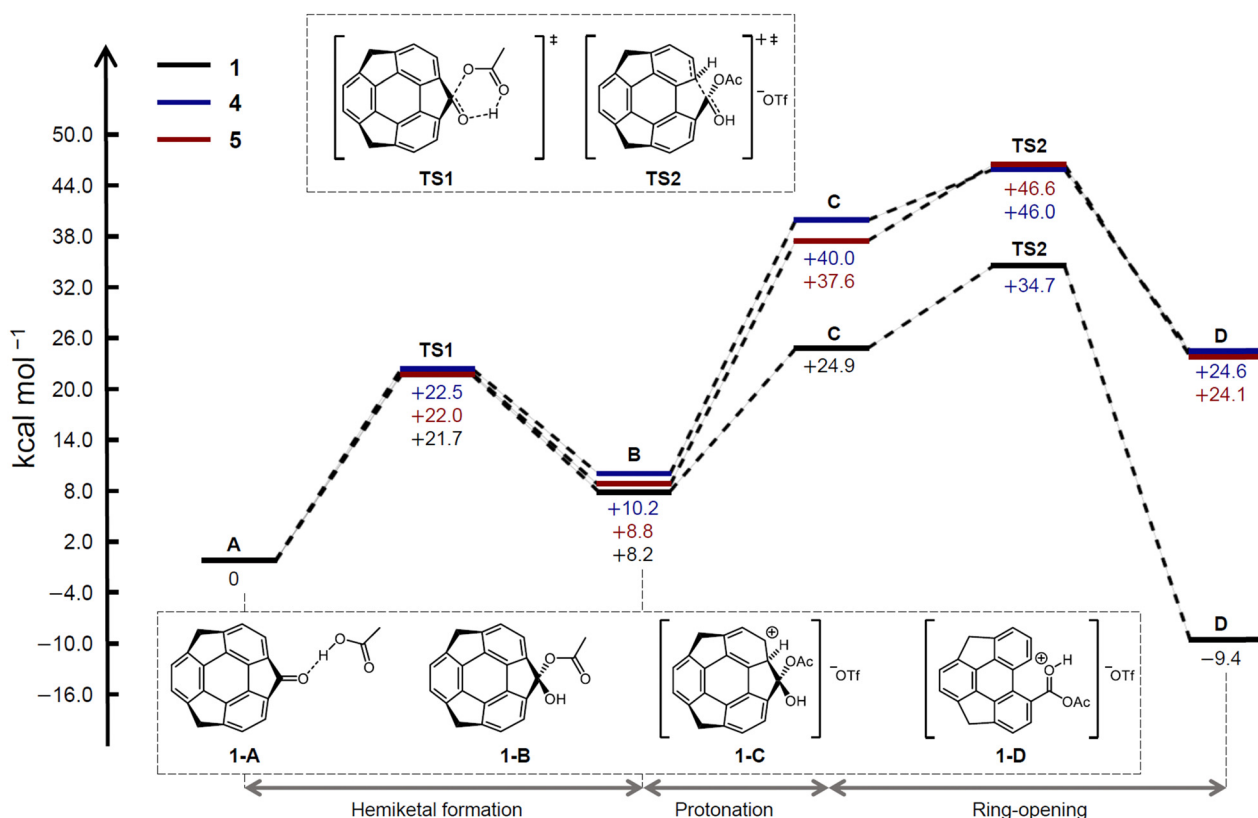 1
4
5
kcal mol⁻¹
50.0
44.0
38.0
32.0
26.0
20.0
14.0
8.0
2.0
−4.0
−10.0
−16.0
O
O
O
H
‡
TS1
H
OAc
OH
+‡
⁻OTf
TS2
A
0
TS1
+22.5
+22.0
+21.7
B
+10.2
+8.8
+8.2
C
+40.0
+37.6
C
+24.9
TS2
+46.6
+46.0
TS2
+34.7
D
+24.6
+24.1
D
−9.4
O
H
O
O
1-A
O
O
OH
1-B
⊕
H
OAc
OH
⁻OTf
1-C
⊕
O
H
OAc
⁻OTf
1-D
Hemiketal formation
Protonation
Ring-opening